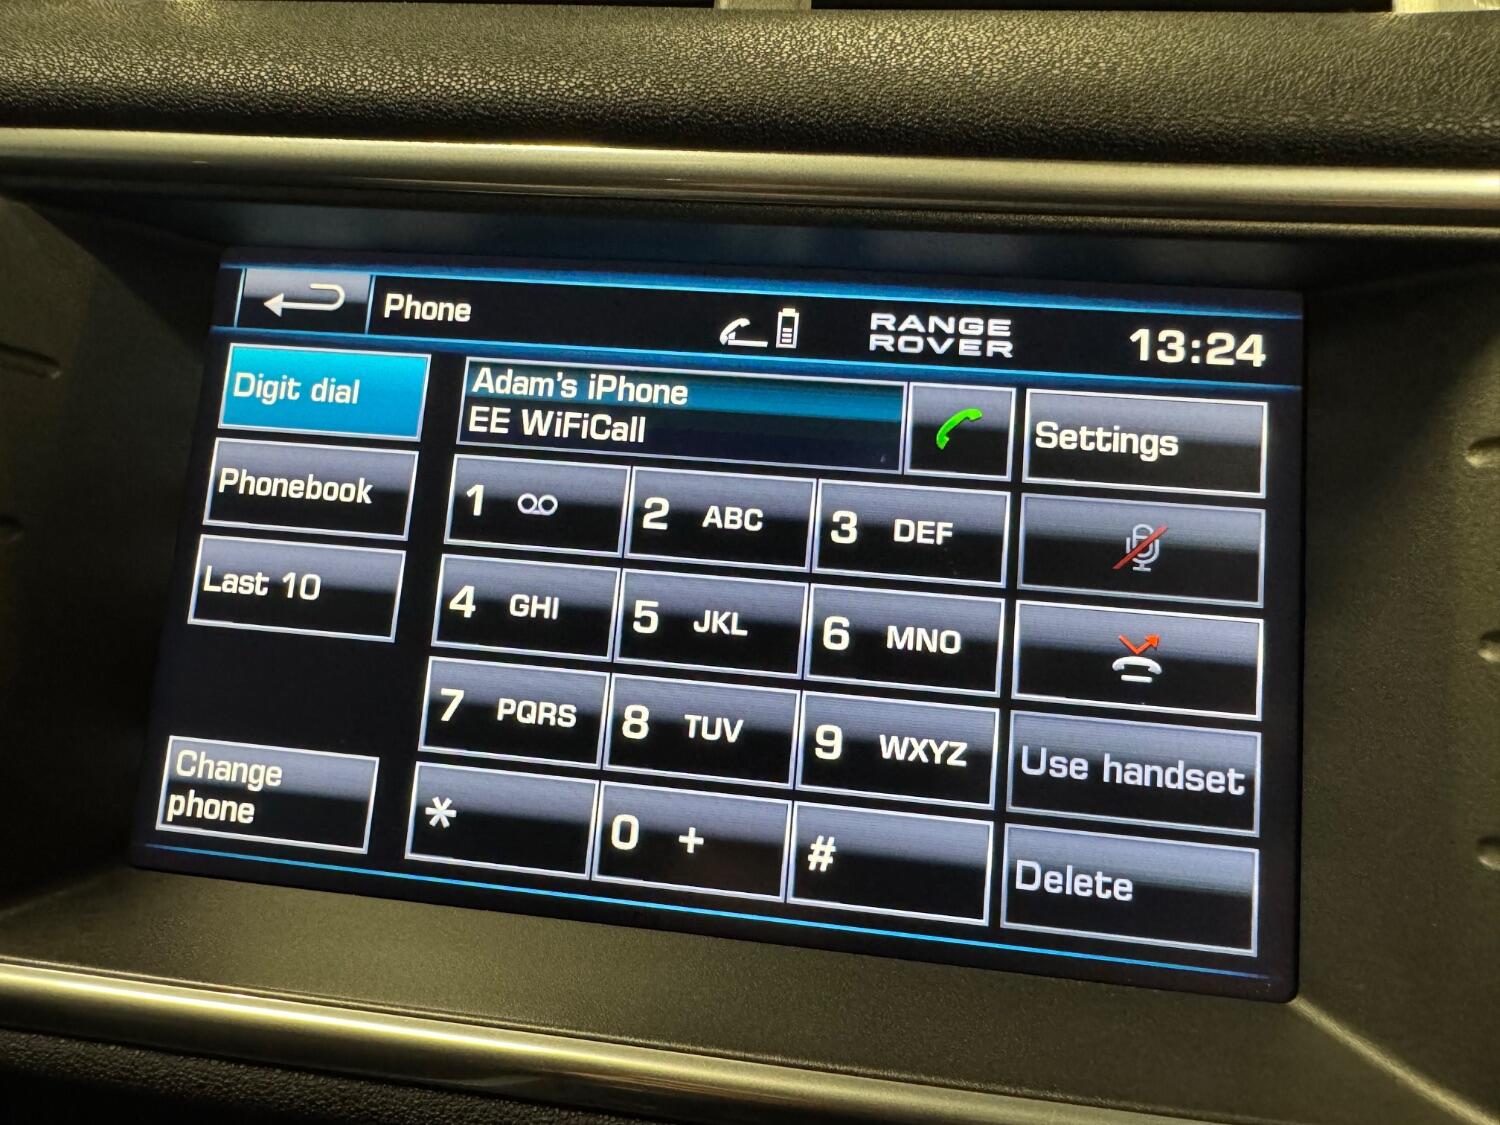 Phone
RANGE
ROVER
13:24
Digit dial
Adam's iPhone
EE WiFiCall
Settings
Phonebook
1
2 ABC
3 DEF
Last 10
4 GHI
5 JKL
6 MNO
7 PQRS
8 TUV
9 WXYZ
Use handset
Change
phone
*
0 +
#
Delete